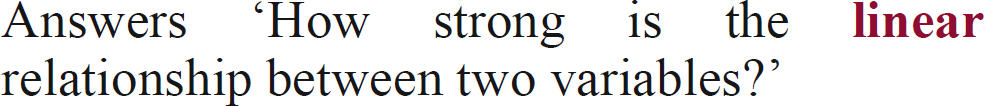 Answers ‘How strong is the linear
relationship between two variables?’